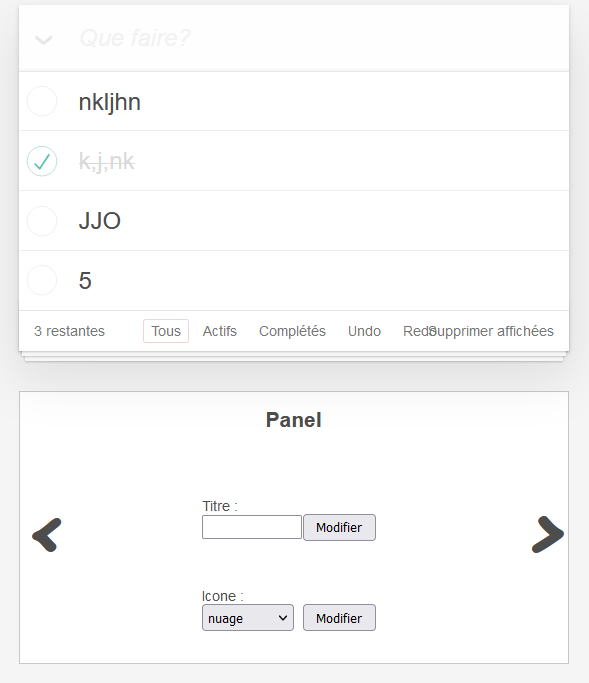 Que faire?
nkljhn
k,j,nk
JJO
5
3 restantes Tous Actifs Complétés Undo Redo Supprimer affichées
Panel
Titre :
Modifier
Icone :
nuage Modifier